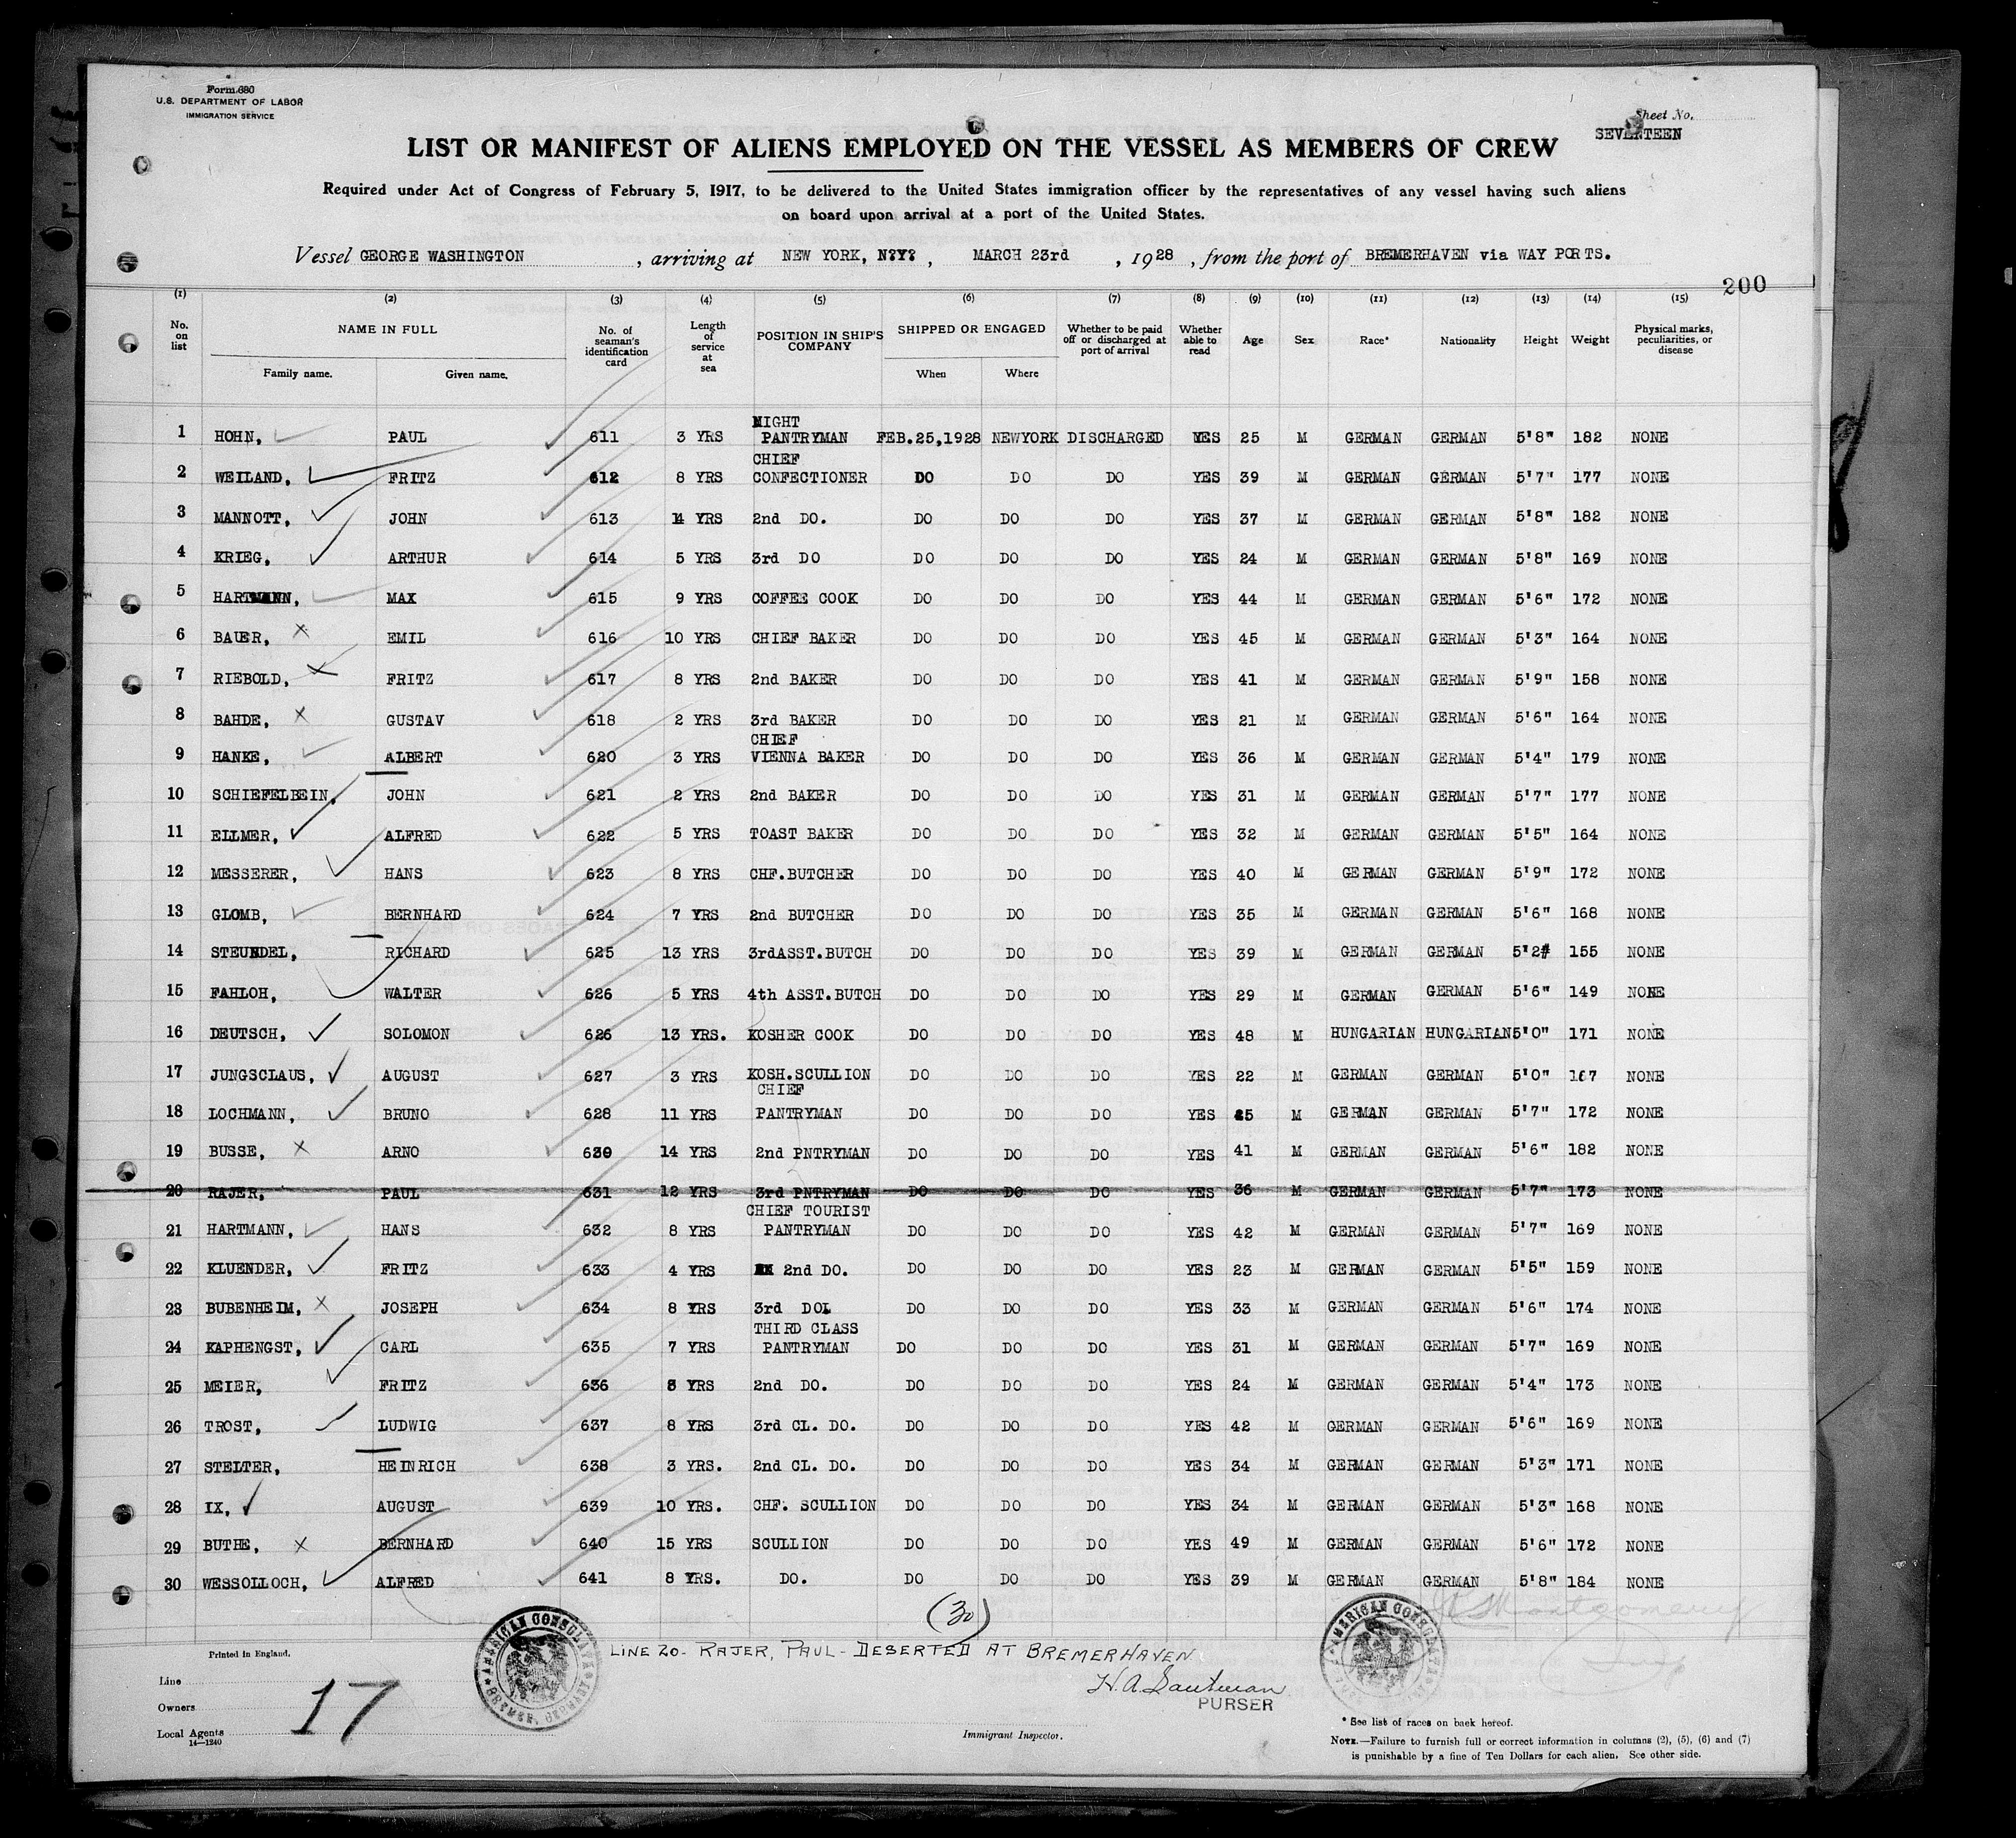 Form 680
U.S. DEPARTMENT OF LABOR
IMMIGRATION SERVICE
Sheet No.
SEVENTEEN
LIST OR MANIFEST OF ALIENS EMPLOYED ON THE VESSEL AS MEMBERS OF CREW
Required under Act of Congress of February 5, 1917, to be delivered to the United States immigration officer by the representatives of any vessel having such aliens
on board upon arrival at a port of the United States.
Vessel GEORGE WASHINGTON, arriving at NEW YORK, N?Y?, MARCH 23rd, 1928, from the port of BREMERHAVEN via WAY PORTS.
200
(1) (2) (3) (4) (5) (6) (7) (8) (9) (10) (11) (12) (13) (14) (15)
No. on list NAME IN FULL Family name. Given name. No. of seaman's identification card Length of service at sea POSITION IN SHIP'S COMPANY SHIPPED OR ENGAGED When Where Whether to be paid off or discharged at port of arrival Whether able to read Age Sex Race* Nationality Height Weight Physical marks, peculiarities, or disease
1 HOHN, PAUL 611 3 YRS NIGHT PANTRYMAN FEB.25,1928 NEWYORK DISCHARGED YES 25 M GERMAN GERMAN 5'8" 182 NONE
2 WEILAND, FRITZ 612 8 YRS CHIEF CONFECTIONER DO DO DO YES 39 M GERMAN GERMAN 5'7" 177 NONE
3 MANNOTT, JOHN 613 14 YRS 2nd DO. DO DO DO YES 37 M GERMAN GERMAN 5'8" 182 NONE
4 KRIEG, ARTHUR 614 5 YRS 3rd DO DO DO DO YES 24 M GERMAN GERMAN 5'8" 169 NONE
5 HARTMANN, MAX 615 9 YRS COFFEE COOK DO DO DO YES 44 M GERMAN GERMAN 5'6" 172 NONE
6 BAUER, EMIL 616 10 YRS CHIEF BAKER DO DO DO YES 45 M GERMAN GERMAN 5'3" 164 NONE
7 RIEBOLD, FRITZ 617 8 YRS 2nd BAKER DO DO DO YES 41 M GERMAN GERMAN 5'9" 158 NONE
8 BAHDE, GUSTAV 618 2 YRS 3rd BAKER DO DO DO YES 21 M GERMAN GERMAN 5'6" 164 NONE
9 HANKE, ALBERT 620 3 YRS CHIEF VIENNA BAKER DO DO DO YES 36 M GERMAN GERMAN 5'4" 179 NONE
10 SCHIEFELBEIN, JOHN 621 2 YRS 2nd BAKER DO DO DO YES 31 M GERMAN GERMAN 5'7" 177 NONE
11 EILMER, ALFRED 622 5 YRS TOAST BAKER DO DO DO YES 32 M GERMAN GERMAN 5'5" 164 NONE
12 MESSERER, HANS 623 8 YRS CHF.BUTCHER DO DO DO YES 40 M GERMAN GERMAN 5'9" 172 NONE
13 GLOMB, BERNHARD 624 7 YRS 2nd BUTCHER DO DO DO YES 35 M GERMAN GERMAN 5'6" 168 NONE
14 STEUNDEL, RICHARD 625 13 YRS 3rdASST.BUTCH DO DO DO YES 39 M GERMAN GERMAN 5'2# 155 NONE
15 FAHLOH, WALTER 626 5 YRS 4th ASST.BUTCH DO DO DO YES 29 M GERMAN GERMAN 5'6" 149 NONE
16 DEUTSCH, SOLOMON 626 13 YRS. KOSHER COOK DO DO DO YES 48 M HUNGARIAN HUNGARIAN 5'0" 171 NONE
17 JUNGSCLAUS, AUGUST 627 3 YRS KOSH.SCULLION DO DO DO YES 22 M GERMAN GERMAN 5'0" 167 NONE
18 LOCHMANN, BRUNO 628 11 YRS CHIEF PANTRYMAN DO DO DO YES M GERMAN GERMAN 5'7" 172 NONE
19 BUSSE, ARNO 630 14 YRS 2nd PNTRYMAN DO DO DO YES 41 M GERMAN GERMAN 5'6" 182 NONE
20 RAJER, PAUL 631 12 YRS 3rd PNTRYMAN DO DO DO YES 36 M GERMAN GERMAN 5'7" 173 NONE
21 HARTMANN, HANS 632 8 YRS CHIEF TOURIST PANTRYMAN DO DO DO YES 42 M GERMAN GERMAN 5'7" 169 NONE
22 KLUENDER, FRITZ 633 4 YRS 2nd DO. DO DO DO YES 23 M GERMAN GERMAN 5'5" 159 NONE
23 BUBENHEIM, JOSEPH 634 8 YRS 3rd DO. DO DO DO YES 33 M GERMAN GERMAN 5'6" 174 NONE
24 KAPHENGST, CARL 635 7 YRS THIRD CLASS PANTRYMAN DO DO DO YES 31 M GERMAN GERMAN 5'7" 169 NONE
25 MEIER, FRITZ 636 8 YRS 2nd DO. DO DO DO YES 24 M GERMAN GERMAN 5'4" 173 NONE
26 TROST, LUDWIG 637 8 YRS 3rd CL. DO. DO DO DO YES 42 M GERMAN GERMAN 5'6" 169 NONE
27 STELTER, HEINRICH 638 3 YRS. 2nd CL. DO. DO DO DO YES 34 M GERMAN GERMAN 5'3" 171 NONE
28 IX, AUGUST 639 10 YRS. CHF. SCULLION DO DO DO YES 34 M GERMAN GERMAN 5'3" 168 NONE
29 BUTHE, BERNHARD 640 15 YRS SCULLION DO DO DO YES 49 M GERMAN GERMAN 5'6" 172 NONE
30 WESSOLLOCH, ALFRED 641 8 YRS. DO. DO DO DO YES 39 M GERMAN GERMAN 5'8" 184 NONE
(30)
Montgomery
AMERICAN CONSULATE BREMEN, GERMANY
AMERICAN CONSULATE
LINE 20- RAJER, PAUL - DESERTED AT BREMERHAVEN
H.A. Sautman
PURSER
Printed in England.
Line
Owners
Local Agents
14—1240
17
Immigrant Inspector.
* See list of races on back hereof.
NOTE.—Failure to furnish full or correct information in columns (2), (5), (6) and (7)
is punishable by a fine of Ten Dollars for each alien. See other side.